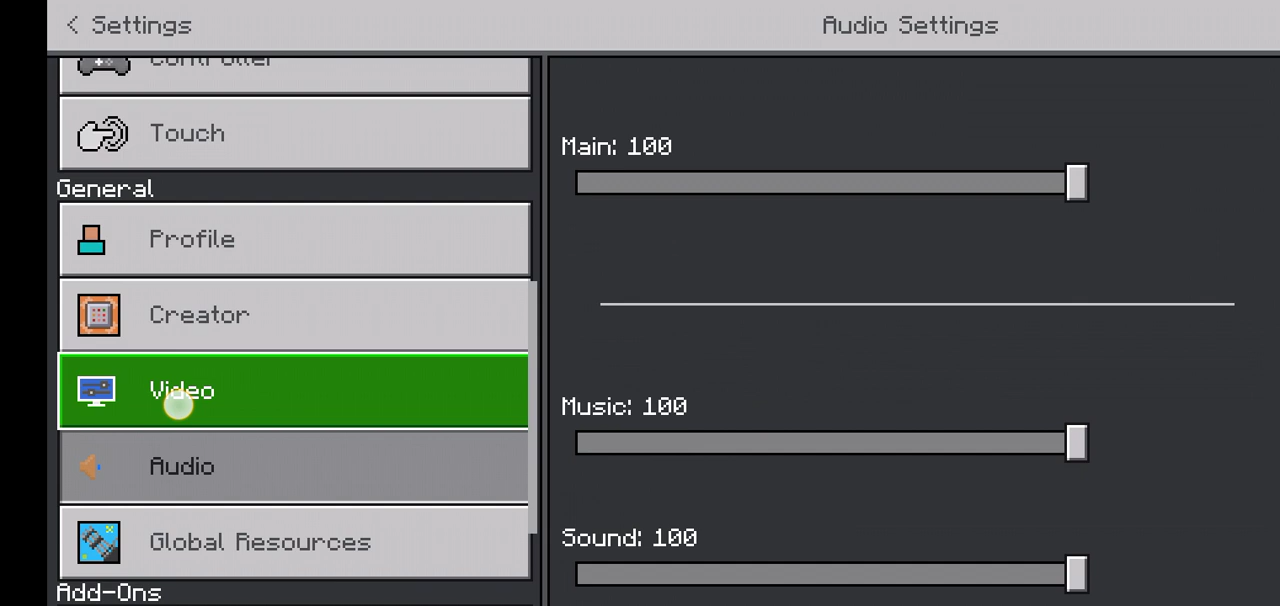 < Settings
Audio Settings
Controller
Touch
General
Profile
Creator
Video
Audio
Global Resources
Add-Ons
Main: 100
Music: 100
Sound: 100